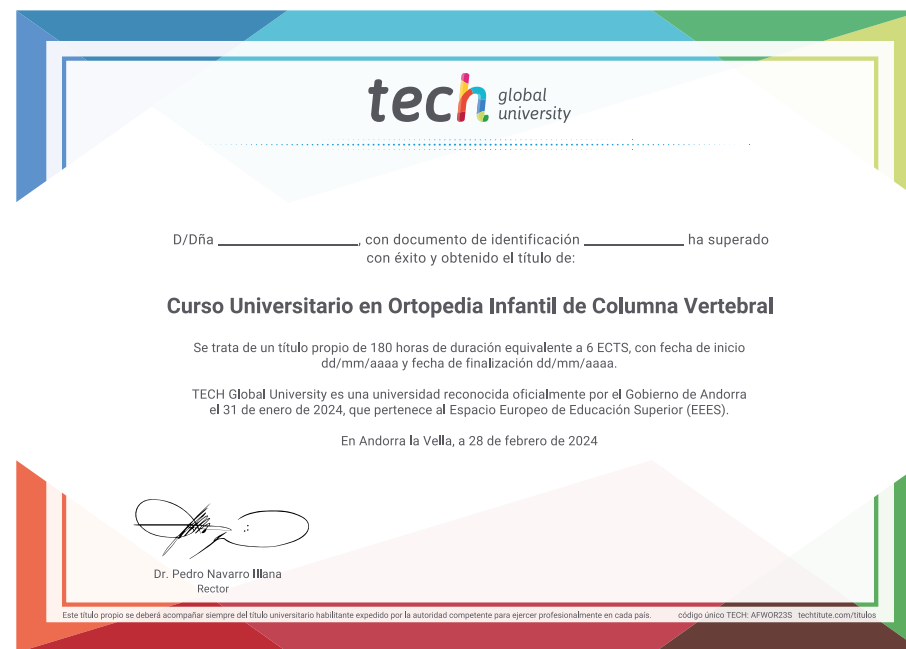 tech global university
D/Dña ____________________, con documento de identificación ______________ ha superado
con éxito y obtenido el título de:
Curso Universitario en Ortopedia Infantil de Columna Vertebral
Se trata de un título propio de 180 horas de duración equivalente a 6 ECTS, con fecha de inicio
dd/mm/aaaa y fecha de finalización dd/mm/aaaa.
TECH Global University es una universidad reconocida oficialmente por el Gobierno de Andorra
el 31 de enero de 2024, que pertenece al Espacio Europeo de Educación Superior (EEES).
En Andorra la Vella, a 28 de febrero de 2024
Dr. Pedro Navarro Illana
Rector
Este título propio se deberá acompañar siempre del título universitario habilitante expedido por la autoridad competente para ejercer profesionalmente en cada país. código único TECH: AFWOR23S techtitute.com/titulos